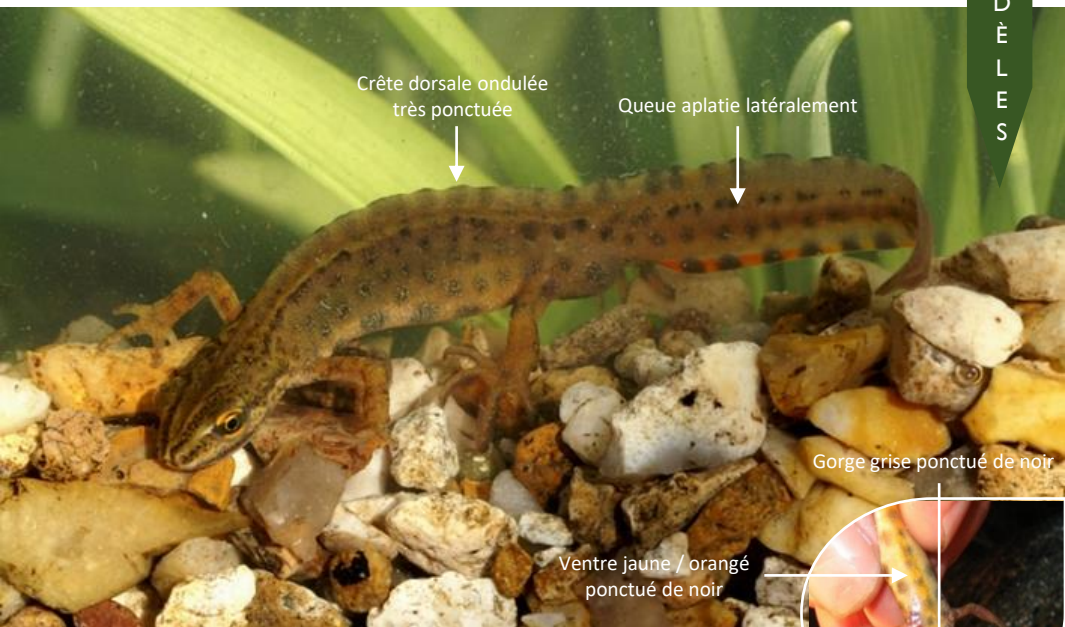 D
È
L
E
S
Crête dorsale ondulée
très ponctuée
Queue aplatie latéralement
Gorge grise ponctué de noir
Ventre jaune / orangé
ponctué de noir